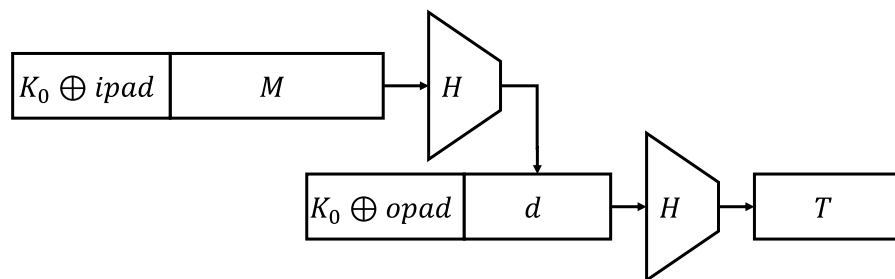 K₀ ⊕ ipad
M
H
K₀ ⊕ opad
d
H
T